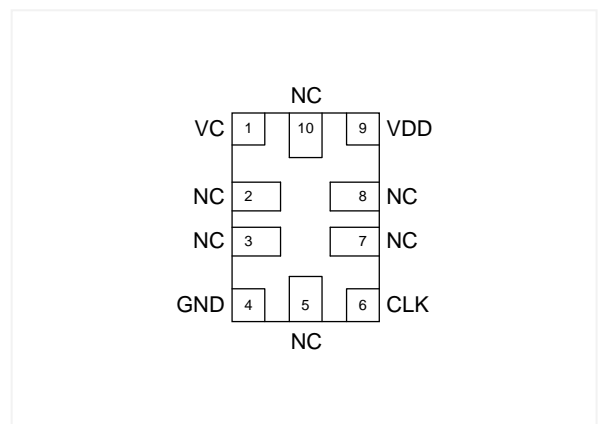 NC
VC 1 10 9 VDD
NC 2 8 NC
NC 3 7 NC
GND 4 5 6 CLK
NC